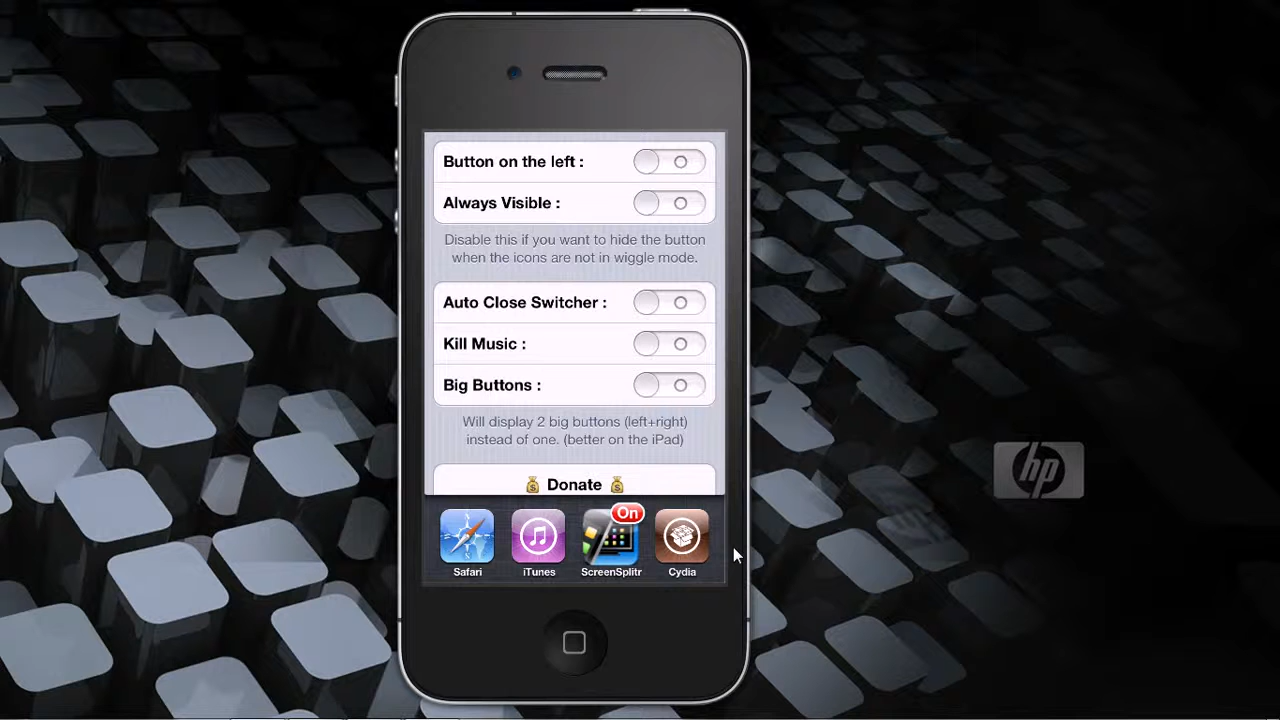 Button on the left :
Always Visible :
Disable this if you want to hide the button
when the icons are not in wiggle mode.
Auto Close Switcher :
Kill Music :
Big Buttons :
Will display 2 big buttons (left+right)
instead of one. (better on the iPad)
Donate
On
Safari iTunes ScreenSplitr Cydia
hp